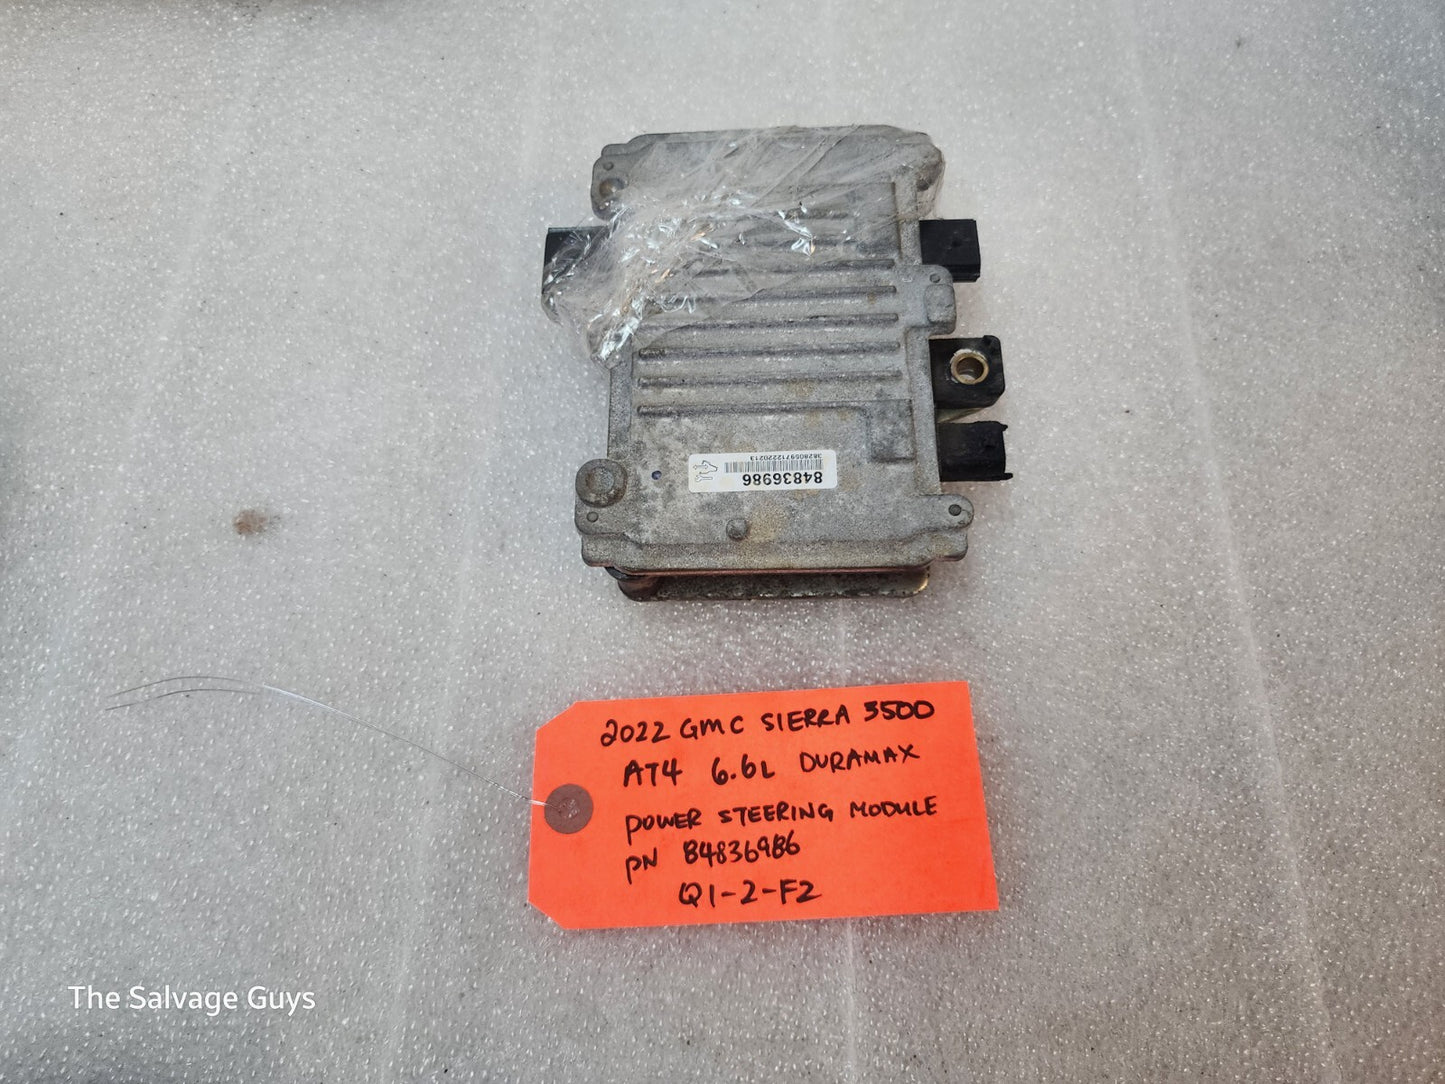 3828059712220213
84836986
2022 GMC SIERRA 3500
AT4 6.6L DURAMAX
POWER STEERING MODULE
PN 84836986
Q1-2-F2
The Salvage Guys